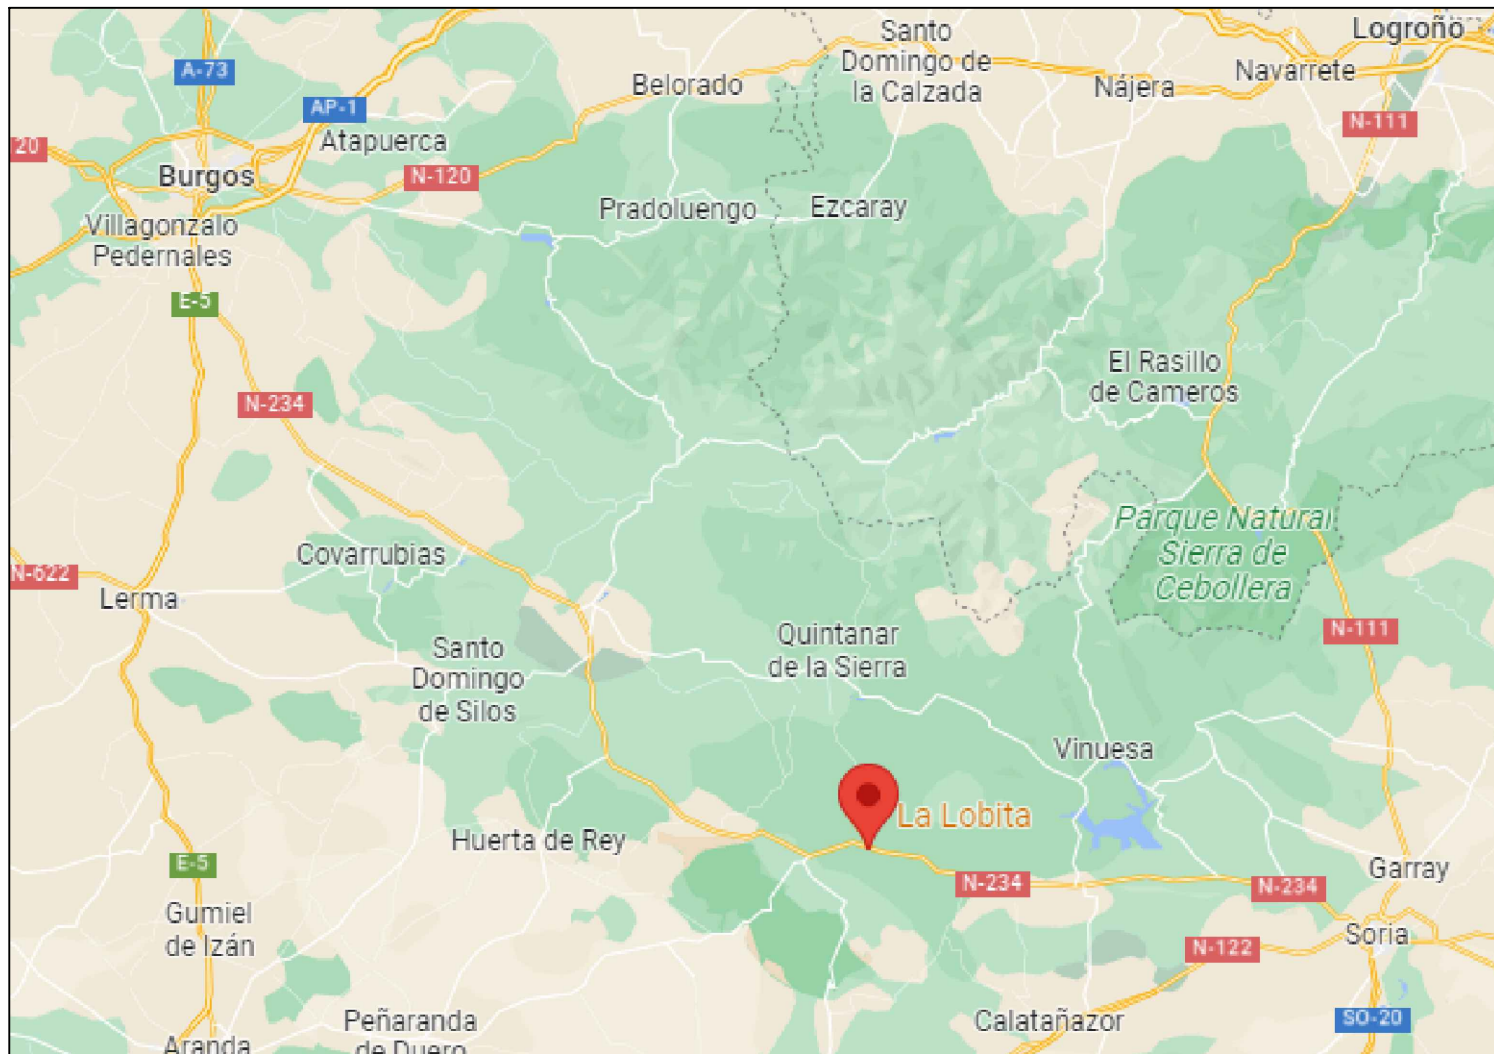 Santo
Domingo de
la Calzada
Logroño
A-73
Belorado
Nájera
Navarrete
AP-1
Atapuerca
N-111
20
Burgos
N-120
Pradoluengo
Ezcaray
Villagonzalo
Pedernales
E-5
El Rasillo
de Cameros
N-234
Parque Natural
Sierra de
Cebollera
Covarrubias
N-622
Lerma
Quintanar
de la Sierra
N-111
Santo
Domingo
de Silos
Vinuesa
La Lobita
Huerta de Rey
E-5
N-234
N-234
Garray
Gumiel
de Izán
Soria
N-122
Peñaranda
de Duero
Calatañazor
SO-20
Aranda